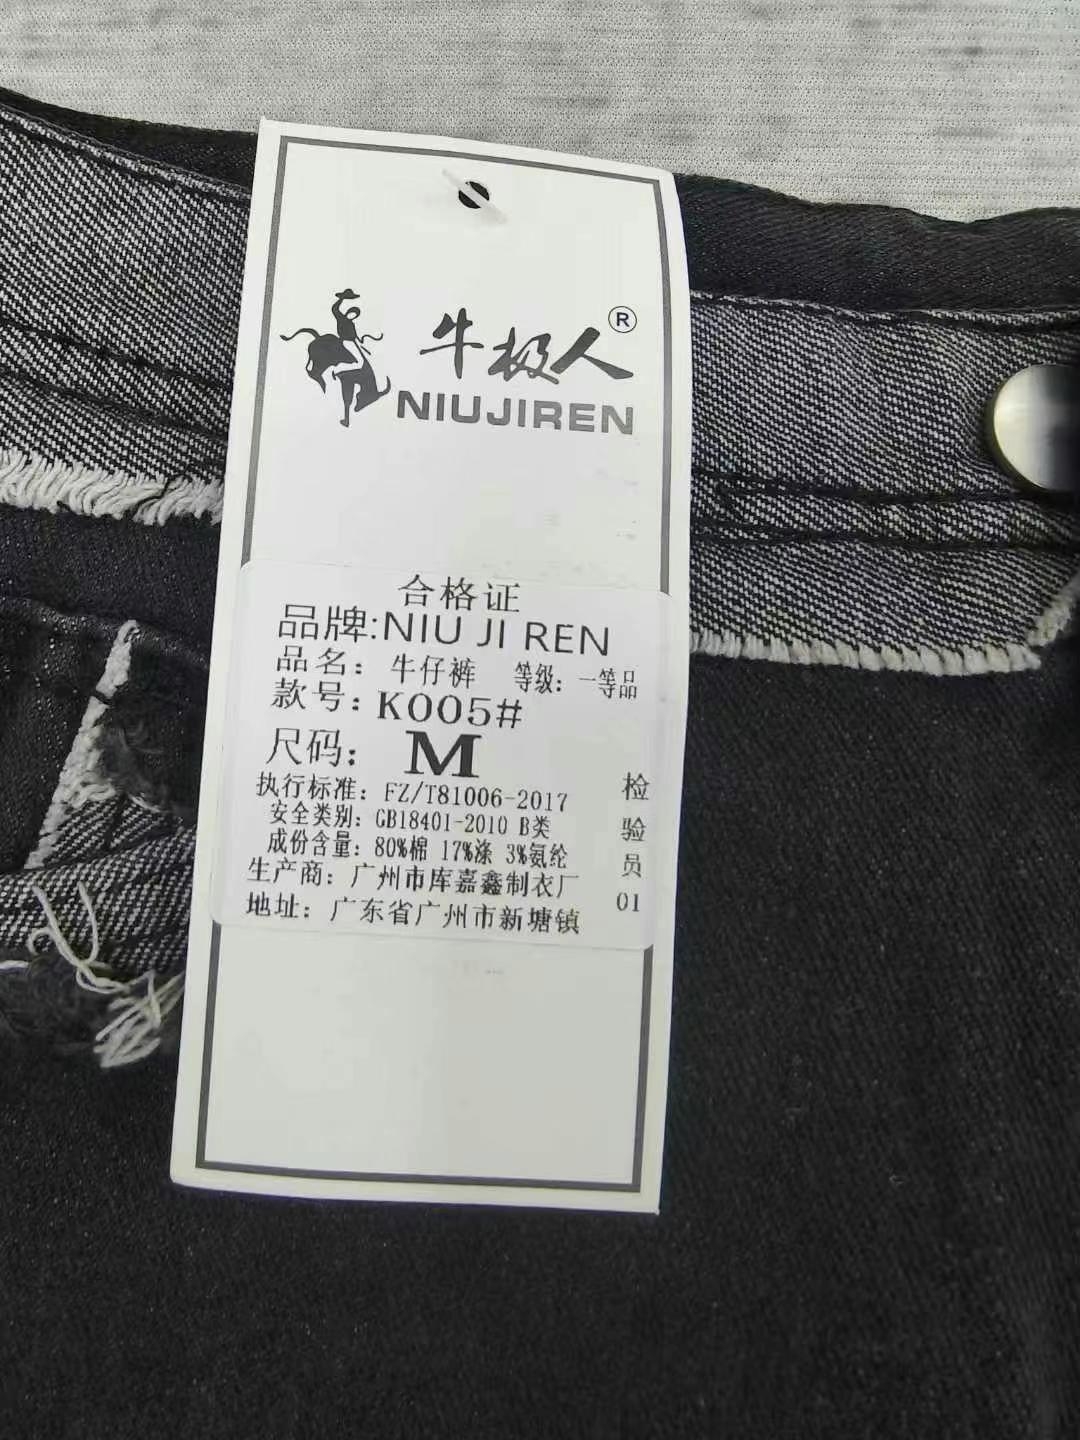 牛极人®
NIUJIREN
合格证
品牌:NIU JI REN
品名：牛仔裤 等级：一等品
款号：K005#
尺码：M
执行标准：FZ/T81006-2017
安全类别：GB18401-2010 B类
成份含量：80%棉 17%涤 3%氨纶
生产商：广州市库嘉鑫制衣厂
地址：广东省广州市新塘镇
检验员01